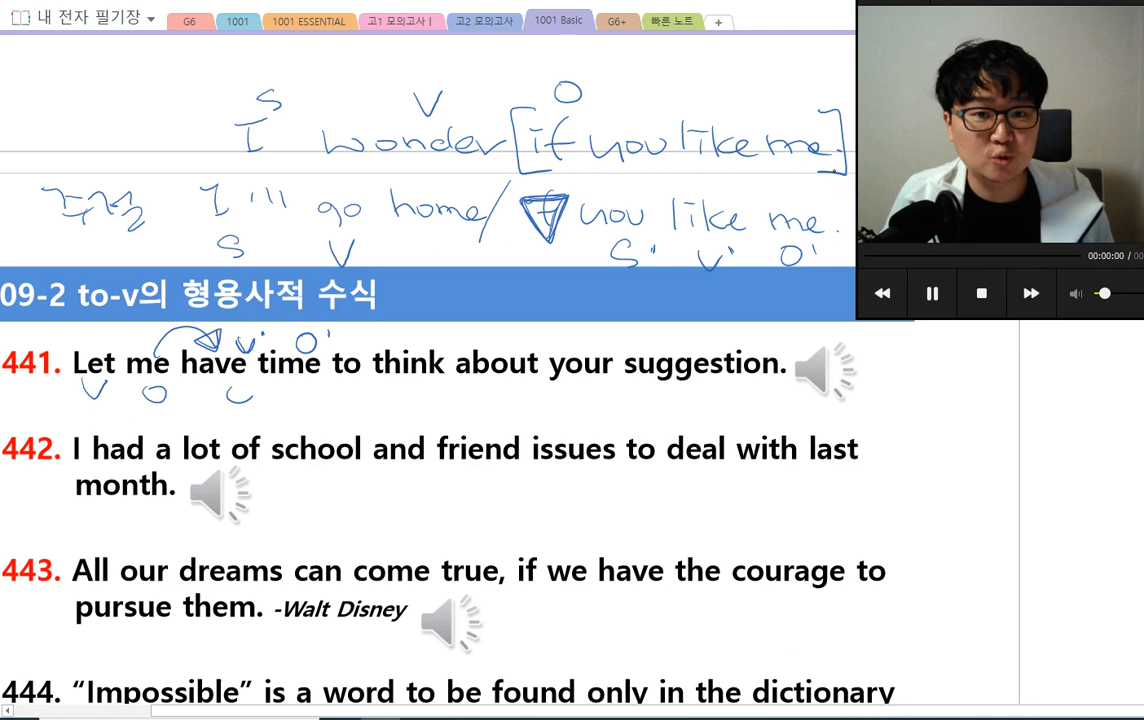 내 전자 필기장
G6 1001 1001 ESSENTIAL 고1 모의고사 I 고2 모의고사 1001 Basic G6+ 빠른 노트 +
S V O
I wonder [if you like me.]
주절 I'll go home / if you like me.
S V S' V' O'
00:00:00 / 00
09-2 to-v의 형용사적 수식
V' O'
441. Let me have time to think about your suggestion.
V O C
442. I had a lot of school and friend issues to deal with last
month.
443. All our dreams can come true, if we have the courage to
pursue them. -Walt Disney
444. “Impossible” is a word to be found only in the dictionary